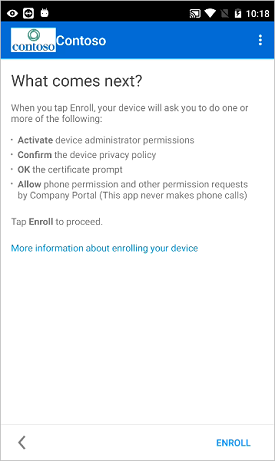 10:18
contoso
Contoso
What comes next?
When you tap Enroll, your device will ask you to do one or
more of the following:
• Activate device administrator permissions
• Confirm the device privacy policy
• OK the certificate prompt
• Allow phone permission and other permission requests
by Company Portal (This app never makes phone calls)
Tap Enroll to proceed.
More information about enrolling your device
ENROLL